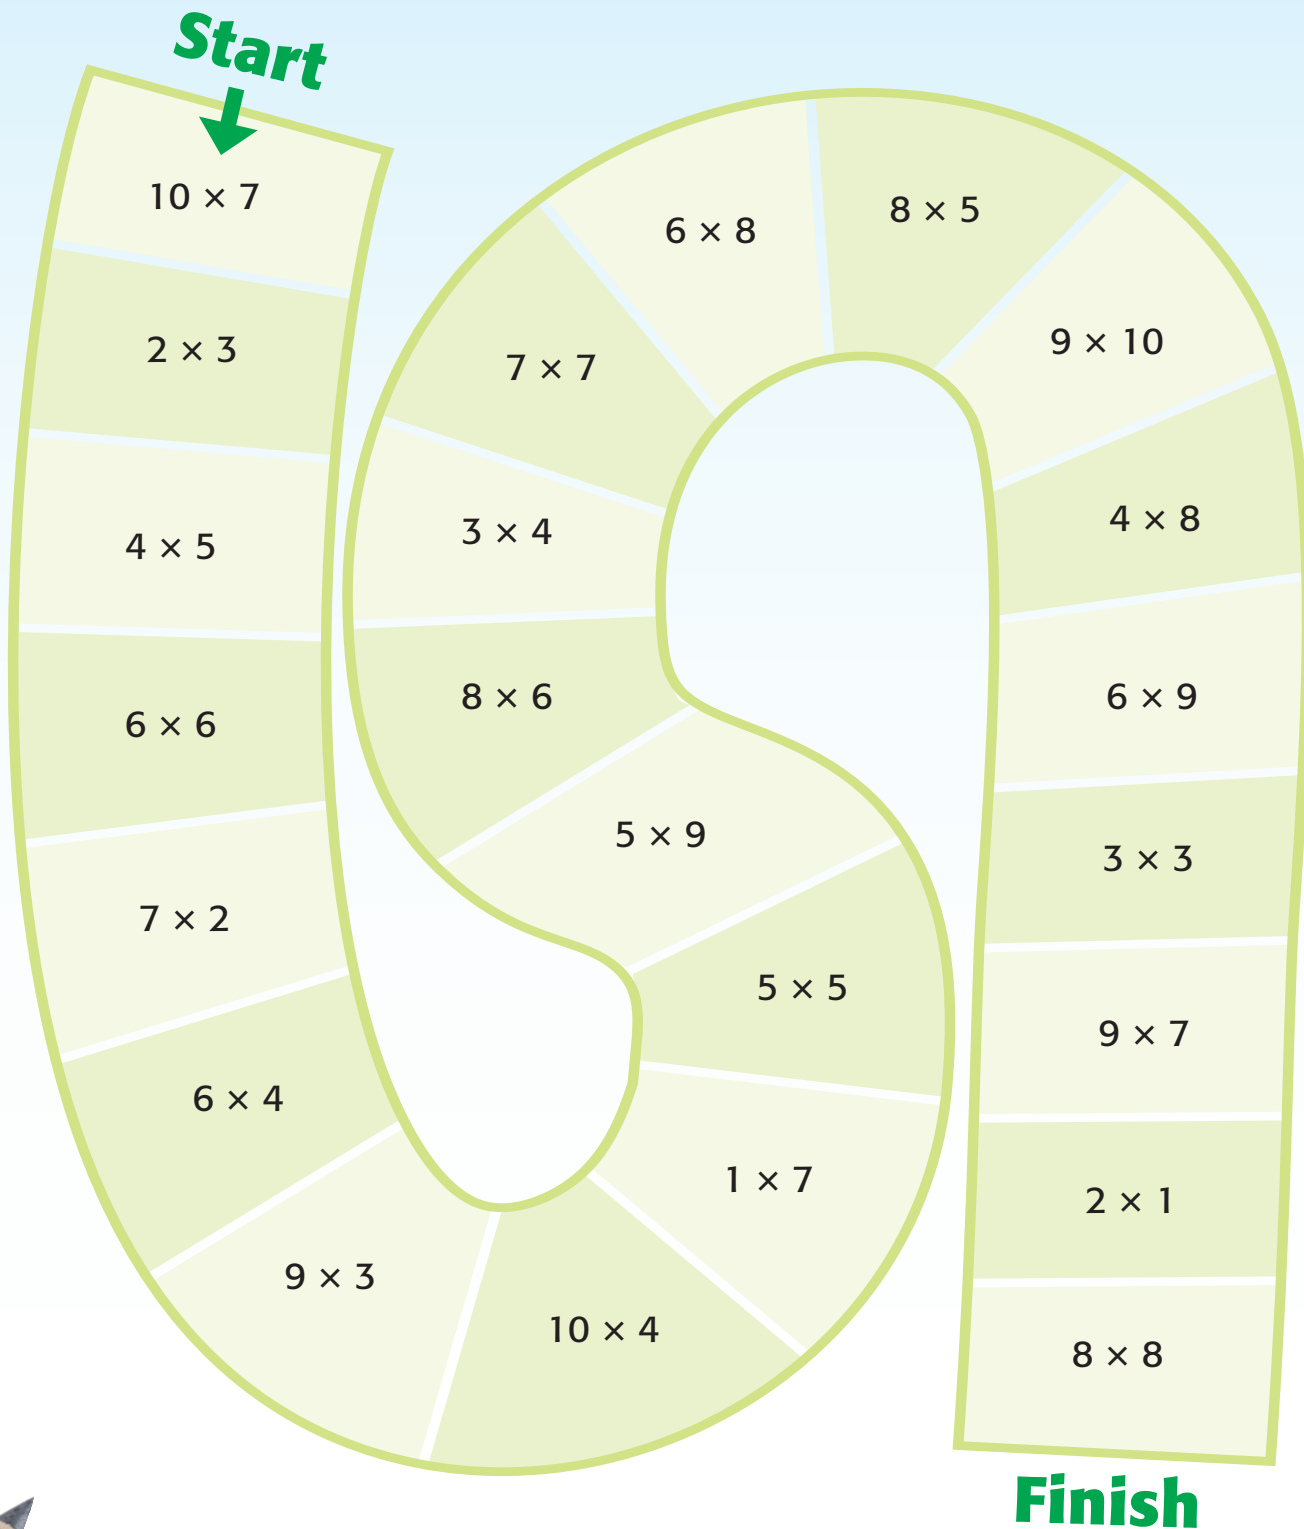 Start
10 × 7
2 × 3
4 × 5
6 × 6
7 × 2
6 × 4
9 × 3
10 × 4
1 × 7
5 × 5
5 × 9
8 × 6
3 × 4
7 × 7
6 × 8
8 × 5
9 × 10
4 × 8
6 × 9
3 × 3
9 × 7
2 × 1
8 × 8
Finish